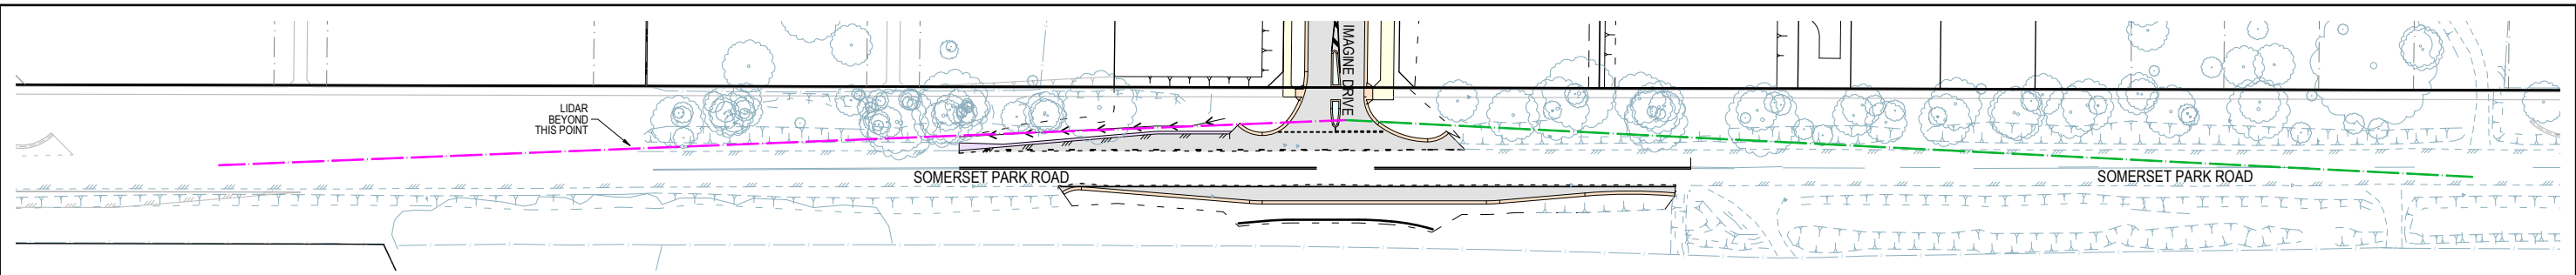 IMAGINE DRIVE
LIDAR
BEYOND
THIS POINT
SOMERSET PARK ROAD
SOMERSET PARK ROAD